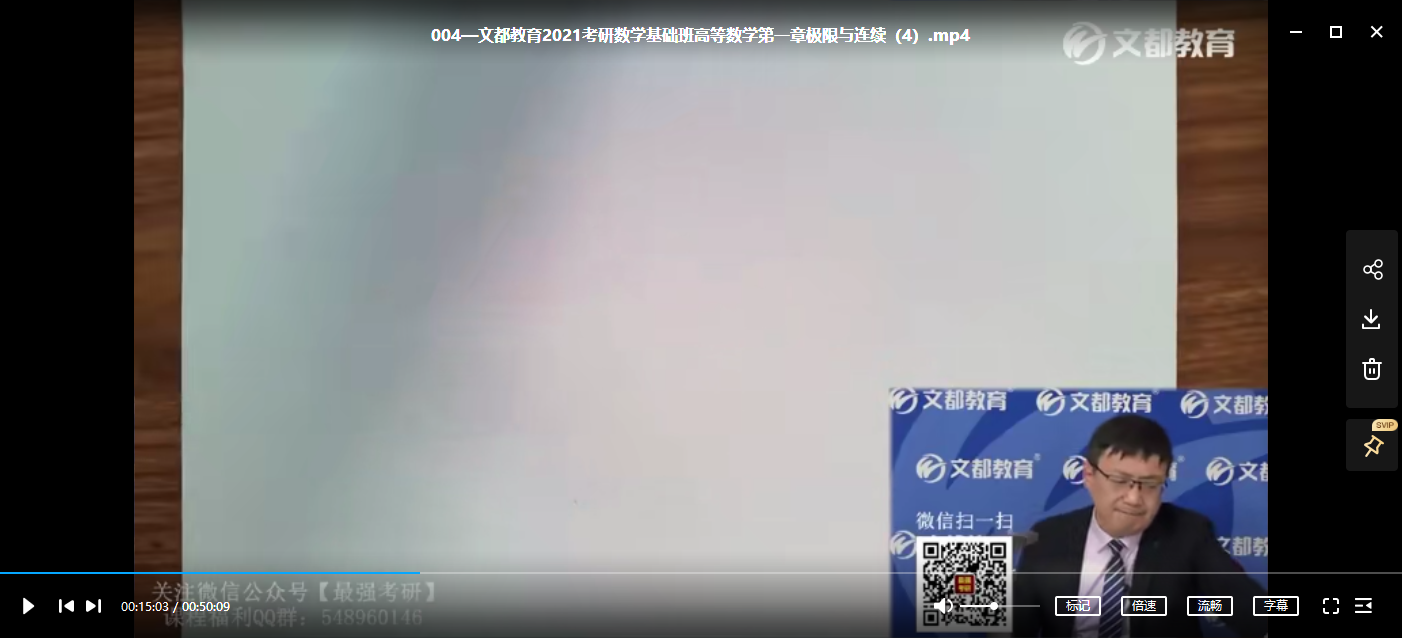 004—文都教育2021考研数学基础班高等数学第一章极限与连续（4）.mp4
文都教育
SVIP
文都教育 文都教育 文都
文都教育 文
微信扫一扫
文都教育
关注微信公众号【最强考研】
课程福利QQ群：548960146
00:15:03 / 00:50:09
标记 倍速 流畅 字幕